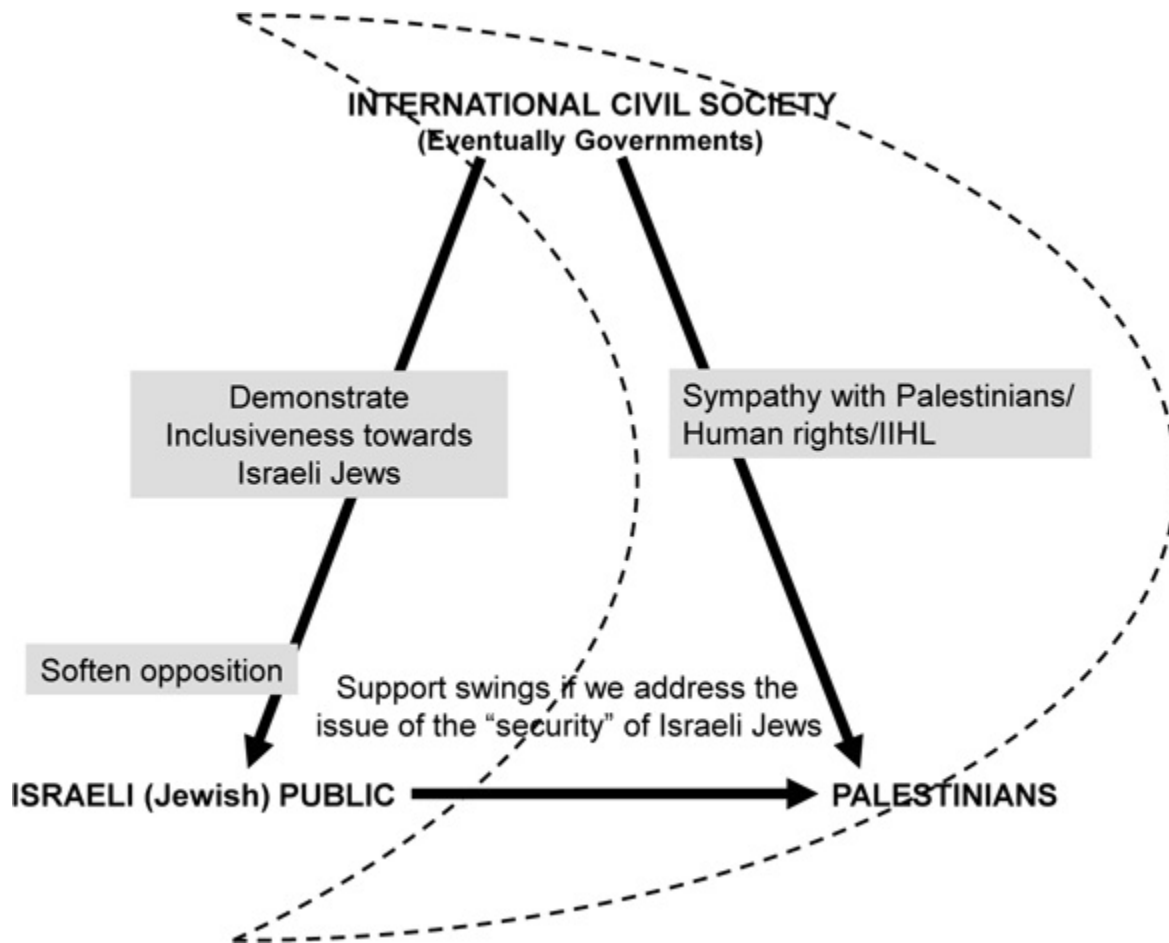 INTERNATIONAL CIVIL SOCIETY
(Eventually Governments)
Demonstrate
Inclusiveness towards
Israeli Jews
Sympathy with Palestinians/
Human rights/IIHL
Soften opposition
Support swings if we address the
issue of the “security” of Israeli Jews
ISRAELI (Jewish) PUBLIC
PALESTINIANS